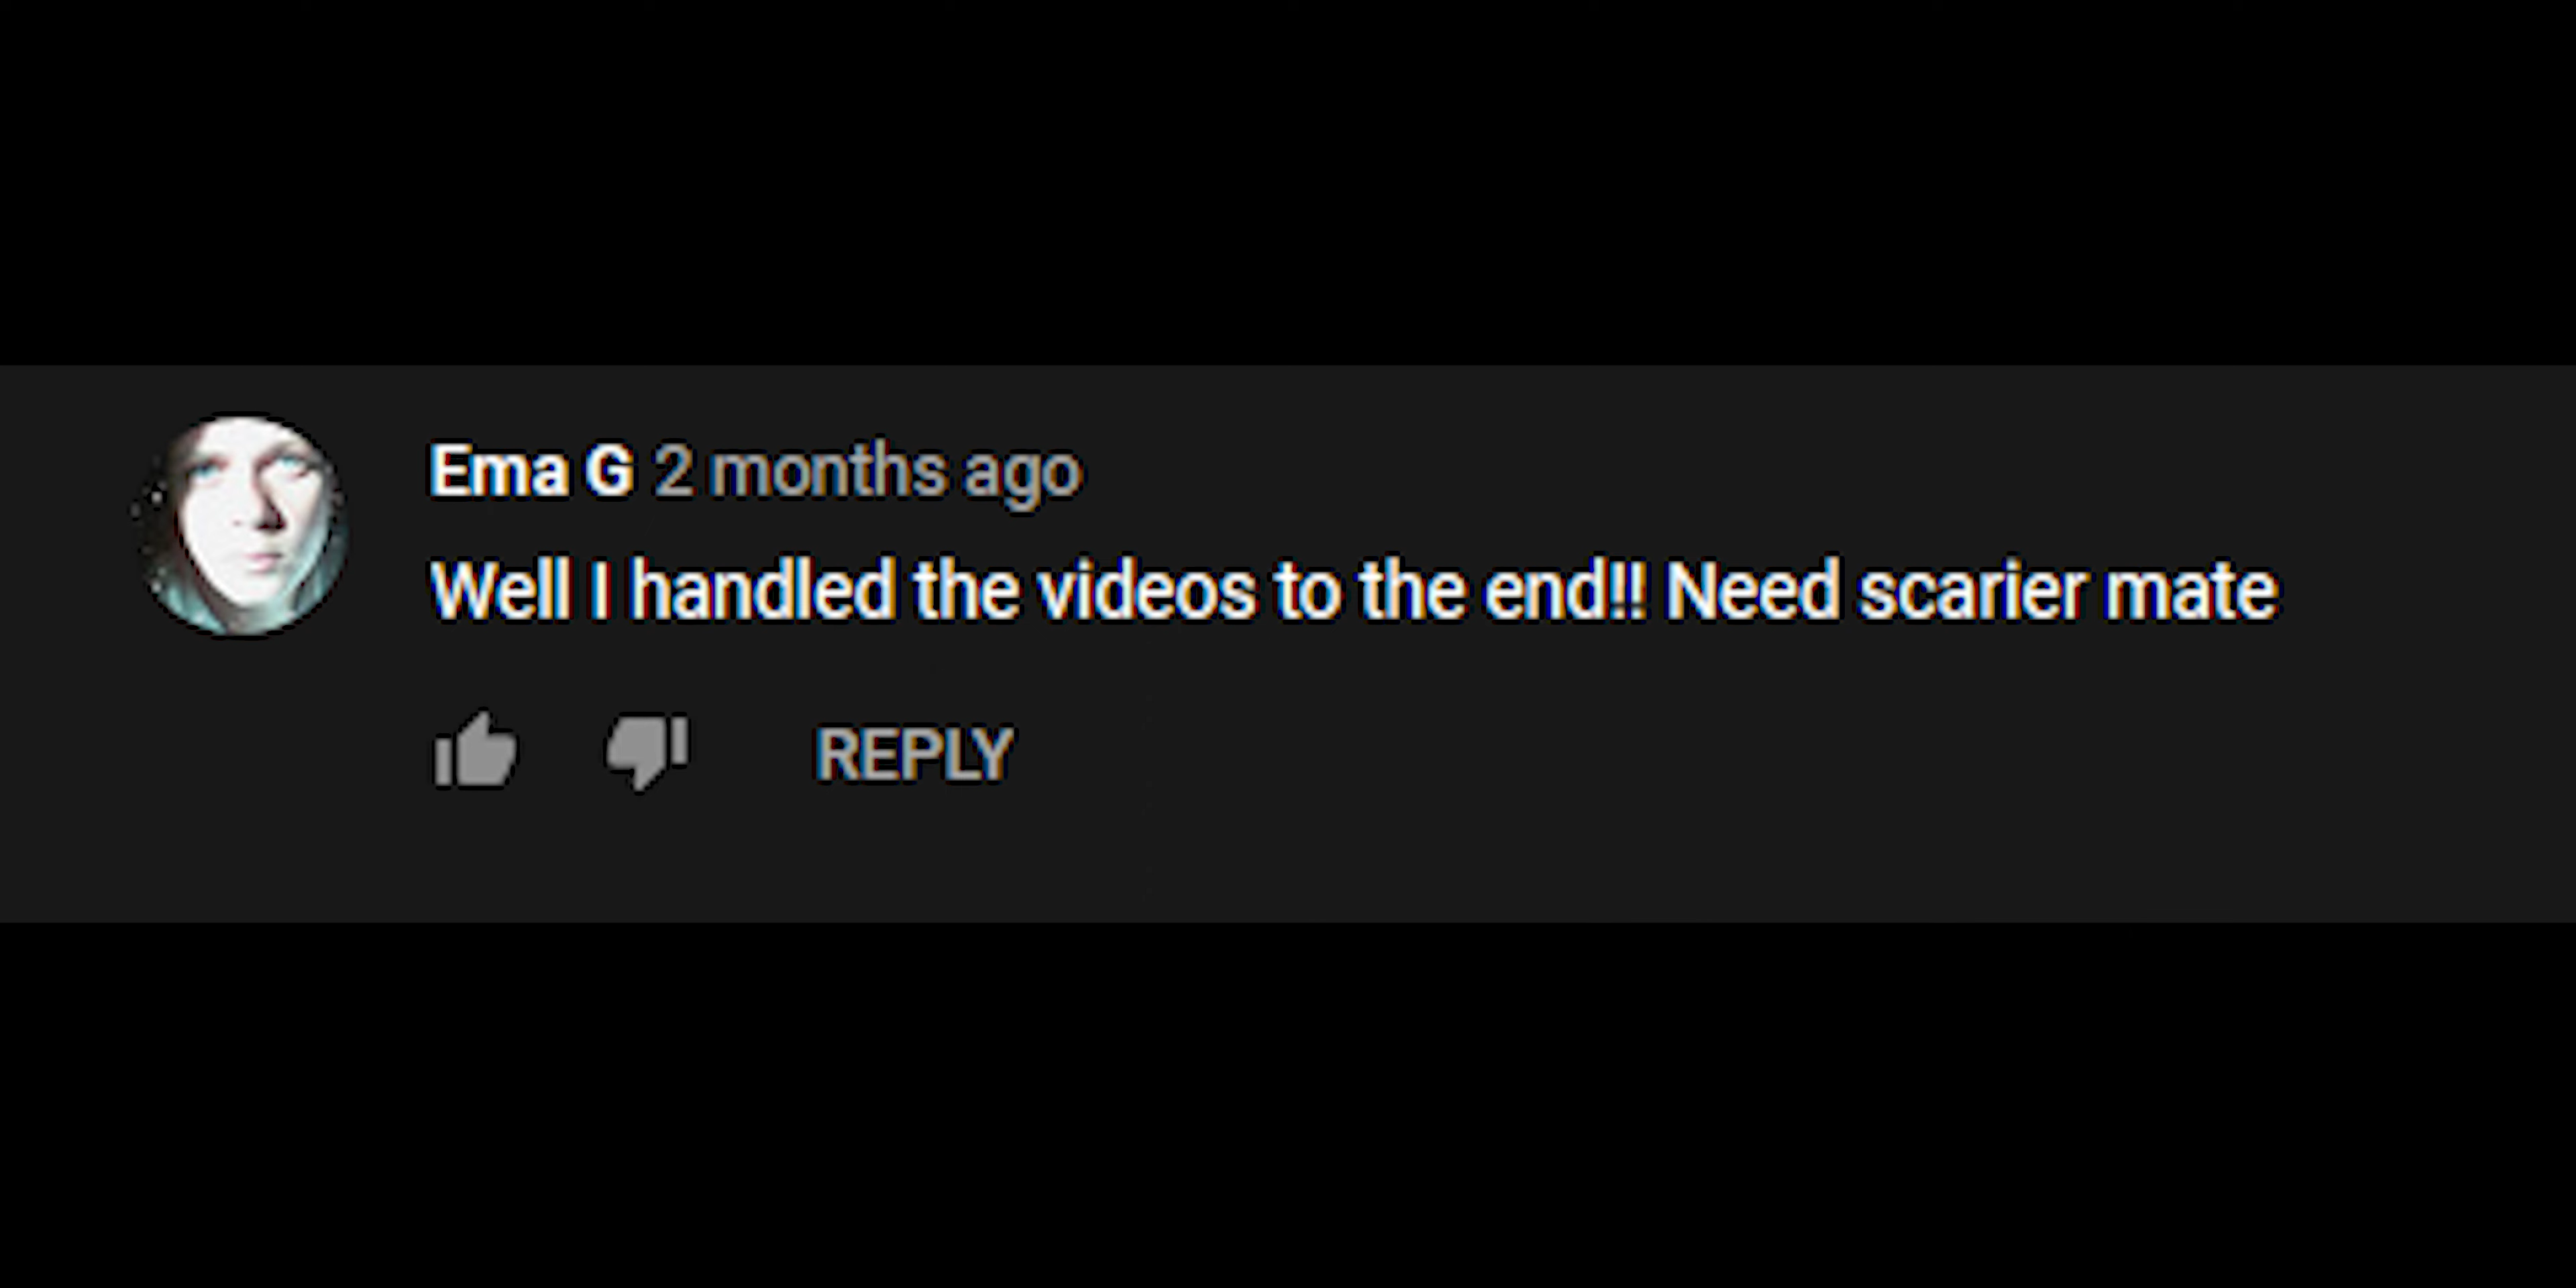 Ema G 2 months ago
Well I handled the videos to the end!! Need scarier mate
REPLY